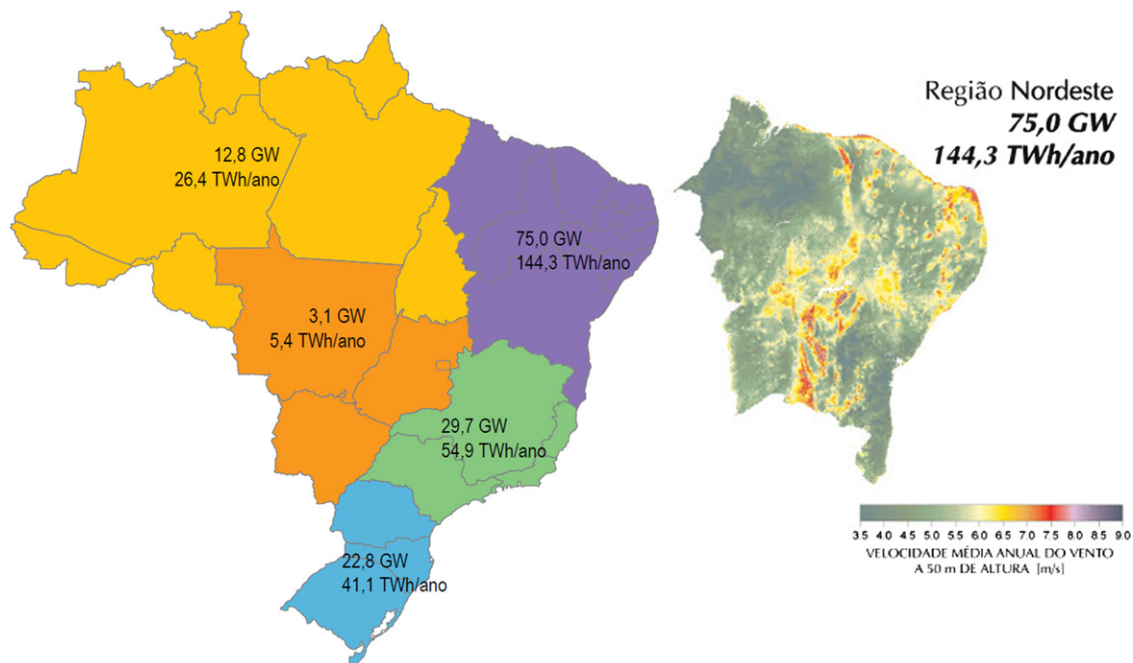 12,8 GW
26,4 TWh/ano
75,0 GW
144,3 TWh/ano
3,1 GW
5,4 TWh/ano
29,7 GW
54,9 TWh/ano
22,8 GW
41,1 TWh/ano
Região Nordeste
75,0 GW
144,3 TWh/ano
3.5 4.0 4.5 5.0 5.5 6.0 6.5 7.0 7.5 8.0 8.5 9.0
VELOCIDADE MÉDIA ANUAL DO VENTO
A 50 m DE ALTURA [m/s]